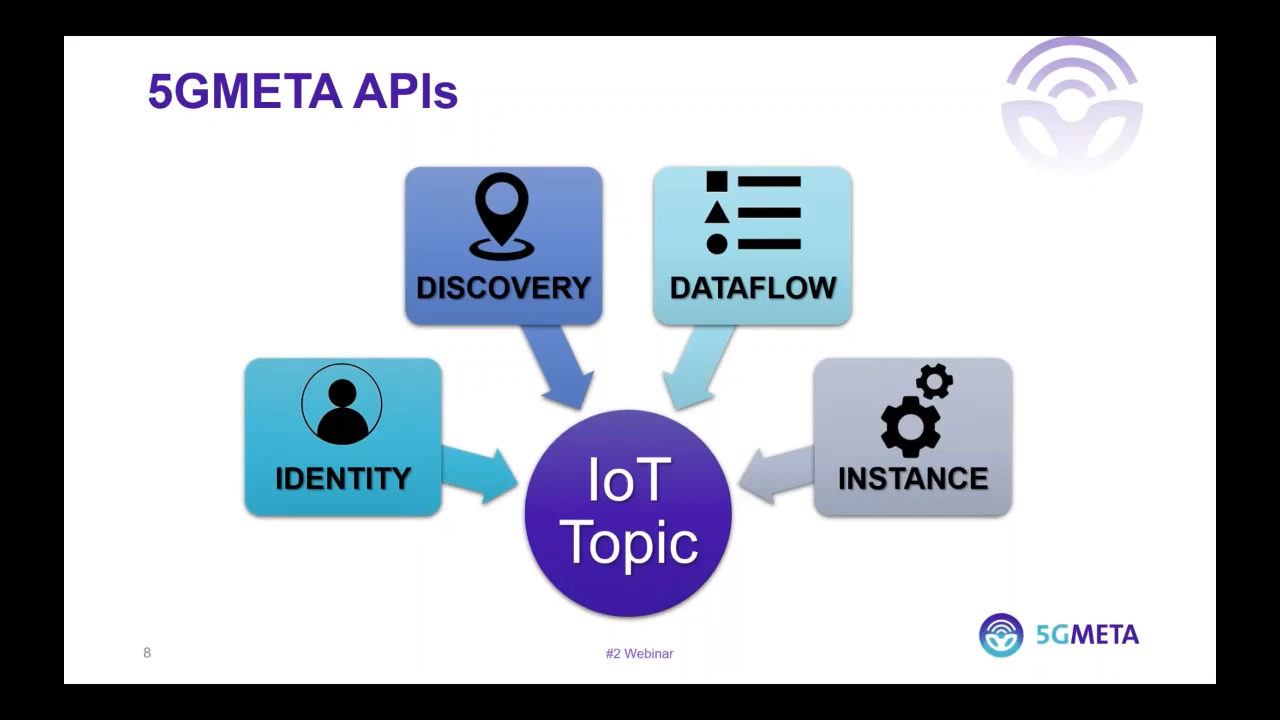 5GMETA APIs
DISCOVERY
DATAFLOW
IDENTITY
INSTANCE
IoT
Topic
8
#2 Webinar
5GMETA